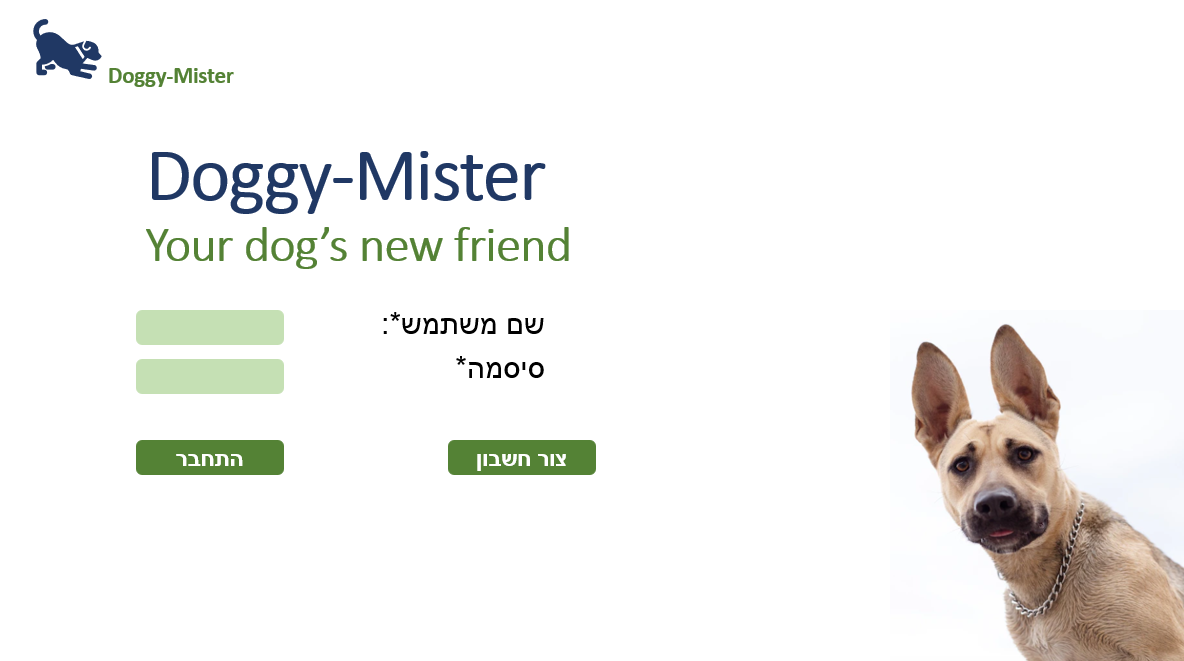 Doggy-Mister
Doggy-Mister
Your dog’s new friend
שם משתמש*:
סיסמה*
צור חשבון
התחבר